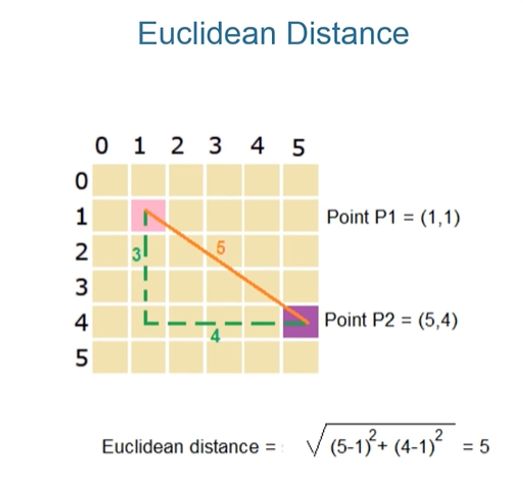 Euclidean Distance
0 1 2 3 4 5
0
1 Point P1 = (1,1)
2 3 5
3
4 Point P2 = (5,4)
4
5
Euclidean distance = √(5-1)²+ (4-1)² = 5